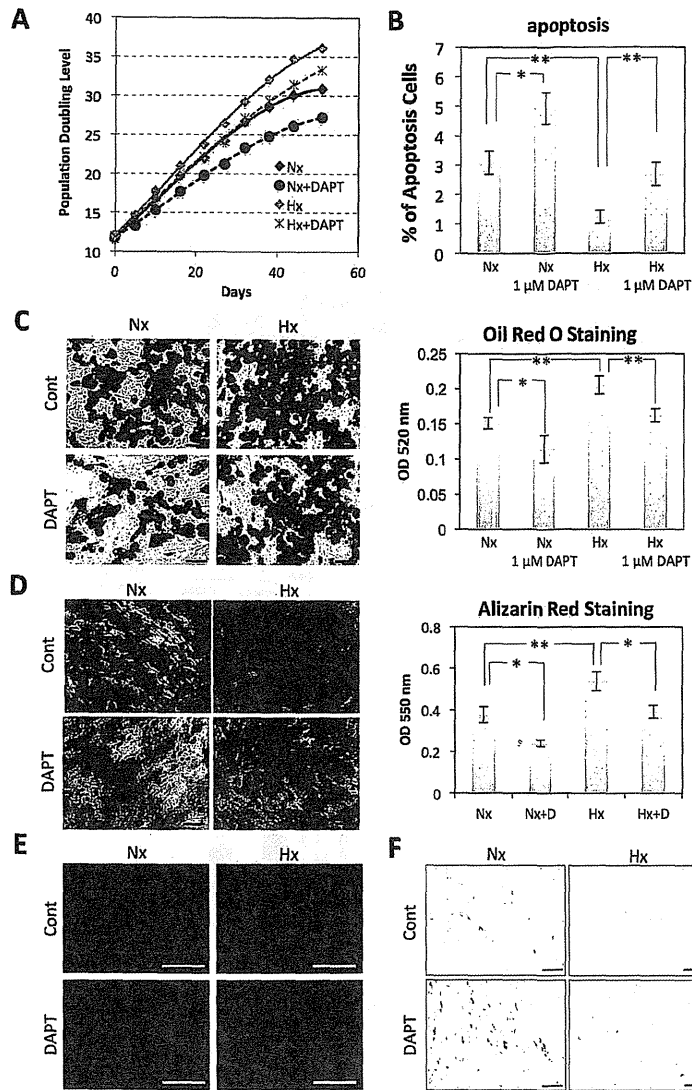 A
Population Doubling Level
40
35
30
25
20
15
10
0
20
40
60
Days
Nx
Nx+DAPT
Hx
Hx+DAPT
B
apoptosis
% of Apoptosis Cells
7
6
5
4
3
2
1
0
**
*
**
Nx
Nx
1 μM DAPT
Hx
Hx
1 μM DAPT
C
Nx
Hx
Cont
DAPT
Oil Red O Staining
OD 520 nm
0.25
0.2
0.15
0.1
0.05
0
**
*
**
Nx
Nx
1 μM DAPT
Hx
Hx
1 μM DAPT
D
Nx
Hx
Cont
DAPT
Alizarin Red Staining
OD 550 nm
0.8
0.6
0.4
0.2
0
**
*
*
Nx
Nx+D
Hx
Hx+D
E
Nx
Hx
Cont
DAPT
F
Nx
Hx
Cont
DAPT